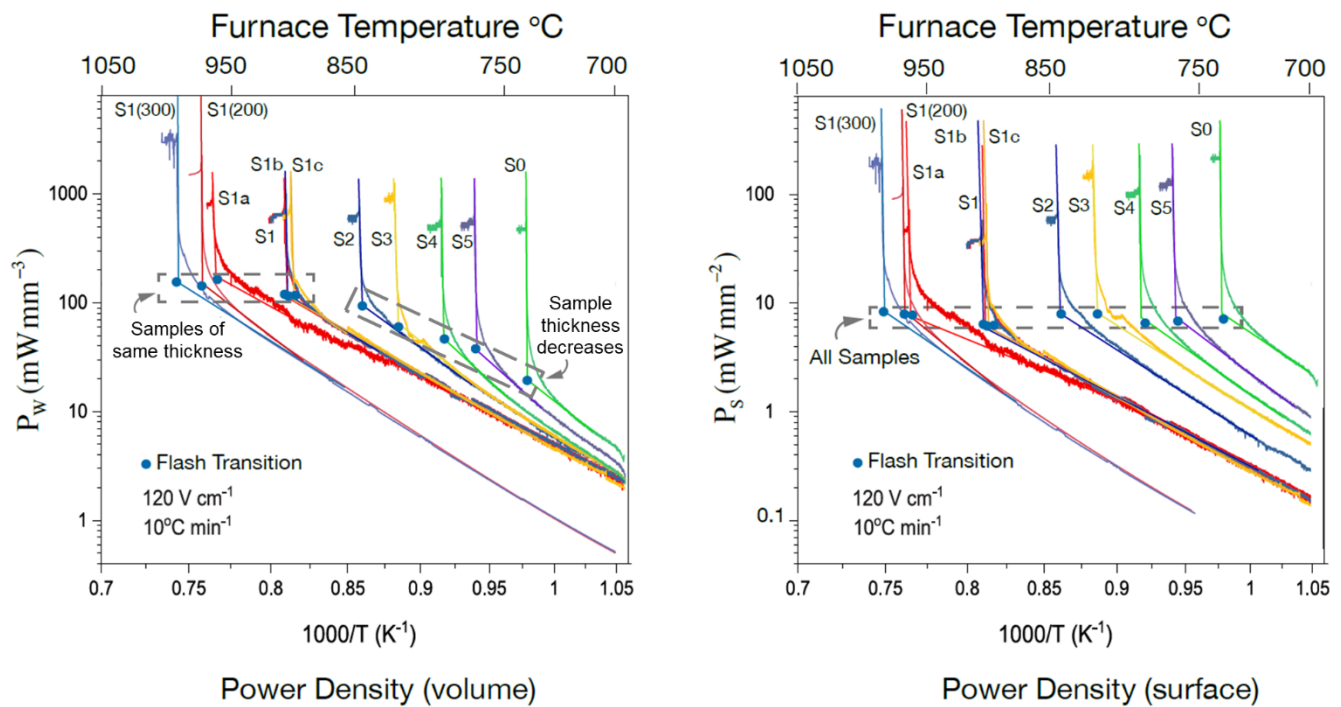 Furnace Temperature °C
1050 950 850 750 700
S1(300) S1(200)
S1b S1c S0
S1a
S1 S2 S3 S4 S5
1000
100
10
1
P_W (mW mm⁻³)
Samples of
same thickness
Sample
thickness
decreases
Flash Transition
120 V cm⁻¹
10°C min⁻¹
0.7 0.75 0.8 0.85 0.9 0.95 1 1.05
1000/T (K⁻¹)
Power Density (volume)
Furnace Temperature °C
1050 950 850 750 700
S1(300) S1(200)
S1b S1c S0
S1a
S1 S2 S3 S4 S5
100
10
1
0.1
P_S (mW mm⁻²)
All Samples
Flash Transition
120 V cm⁻¹
10°C min⁻¹
0.7 0.75 0.8 0.85 0.9 0.95 1 1.05
1000/T (K⁻¹)
Power Density (surface)